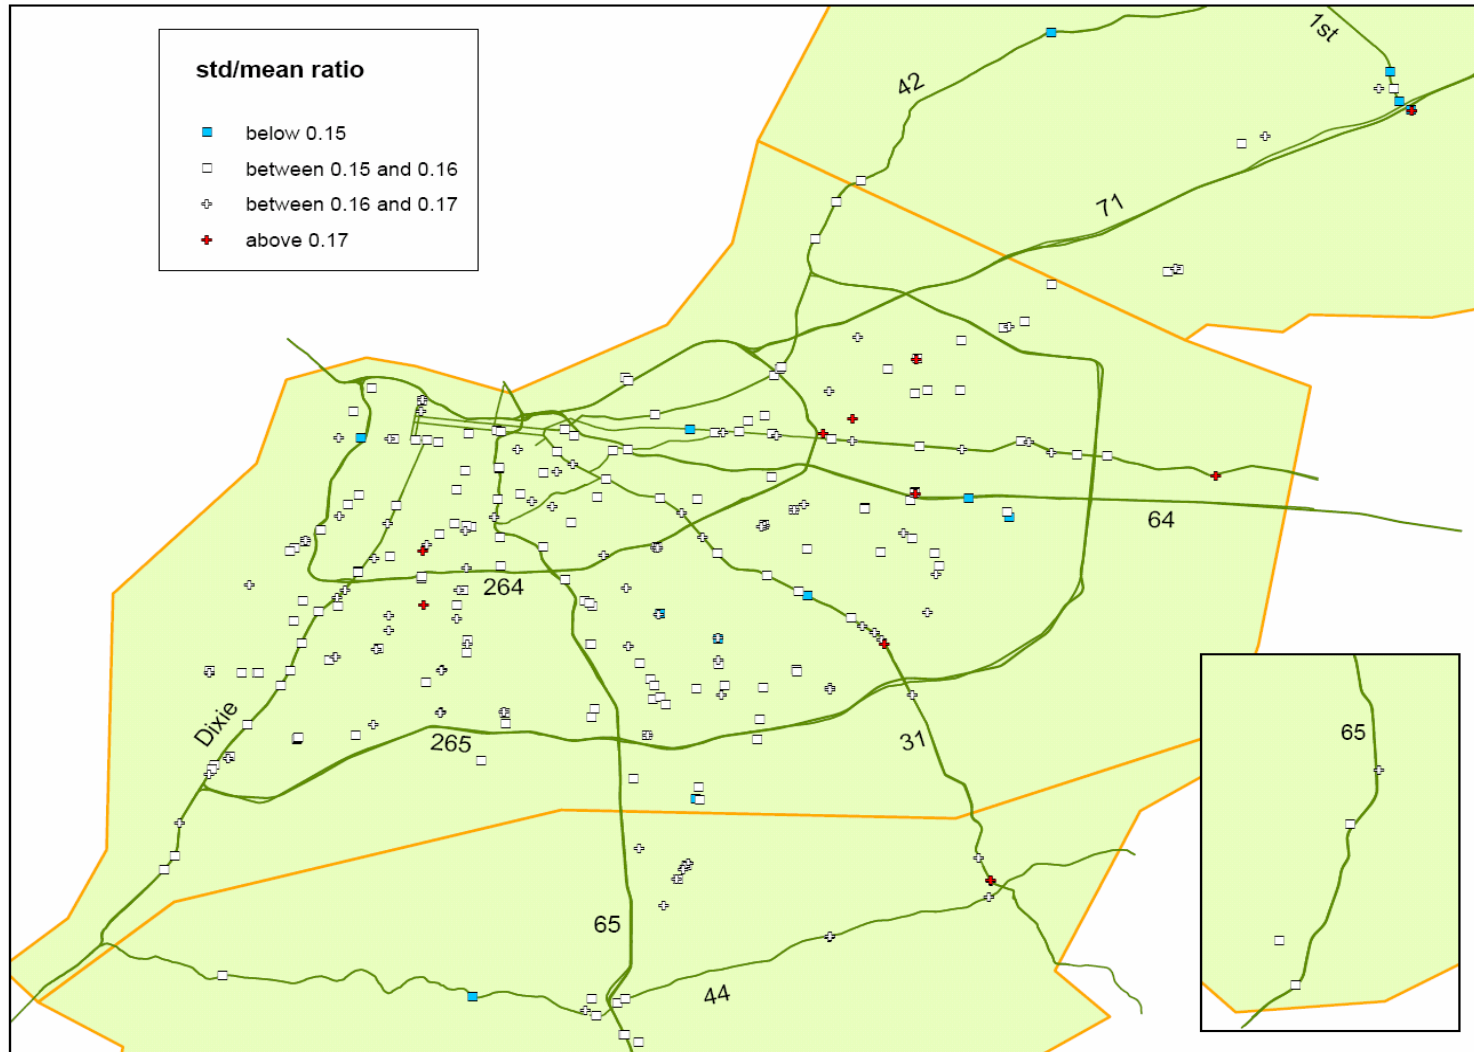 std/mean ratio
below 0.15
between 0.15 and 0.16
between 0.16 and 0.17
above 0.17
1st
42
71
64
264
Dixie
265
31
65
65
44